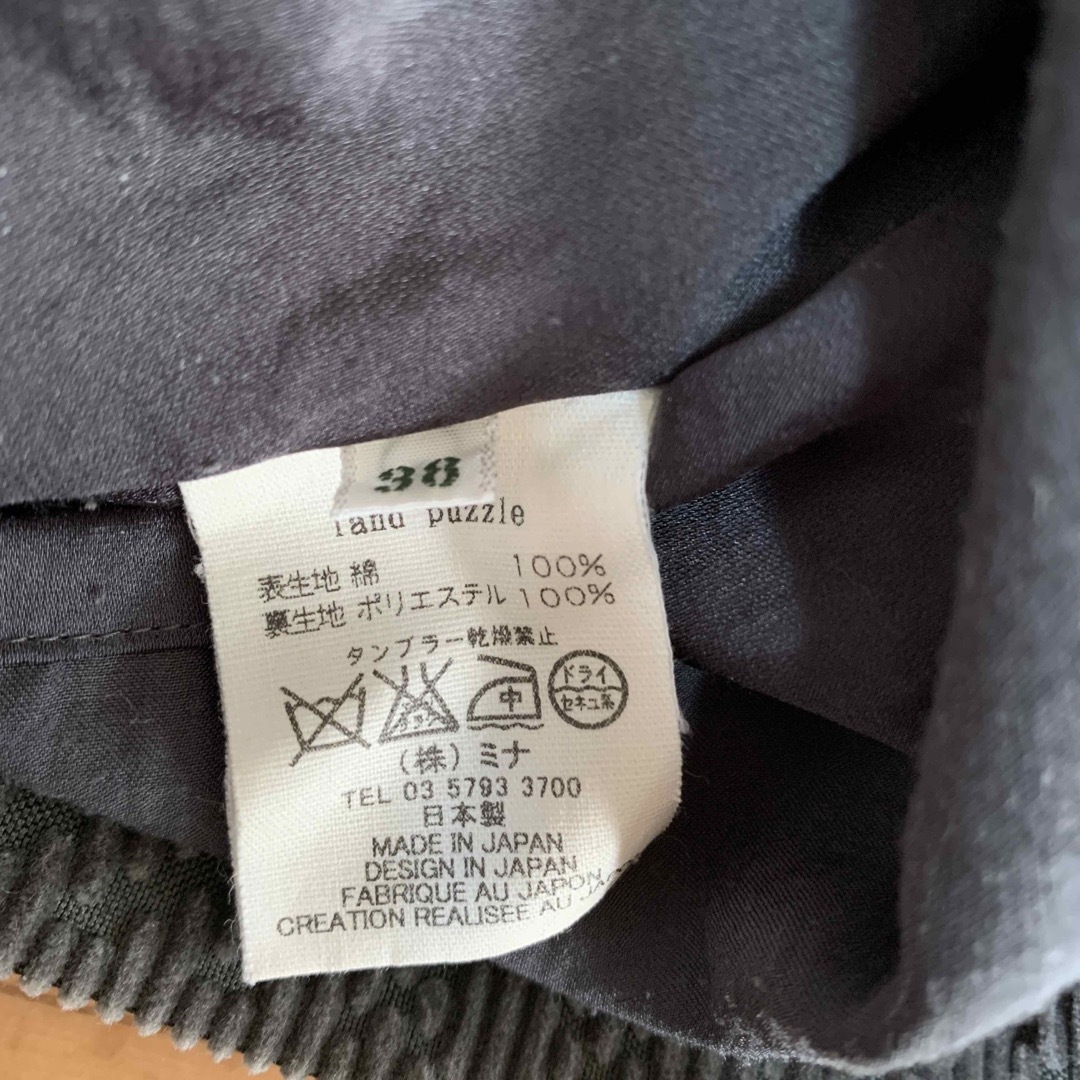 38
land puzzle
表生地 綿 100%
裏生地 ポリエステル 100%
タンブラー乾燥禁止
中
ドライ
セキユ系
(株) ミナ
TEL 03 5793 3700
日本製
MADE IN JAPAN
DESIGN IN JAPAN
FABRIQUE AU JAPON
CREATION REALISEE AU